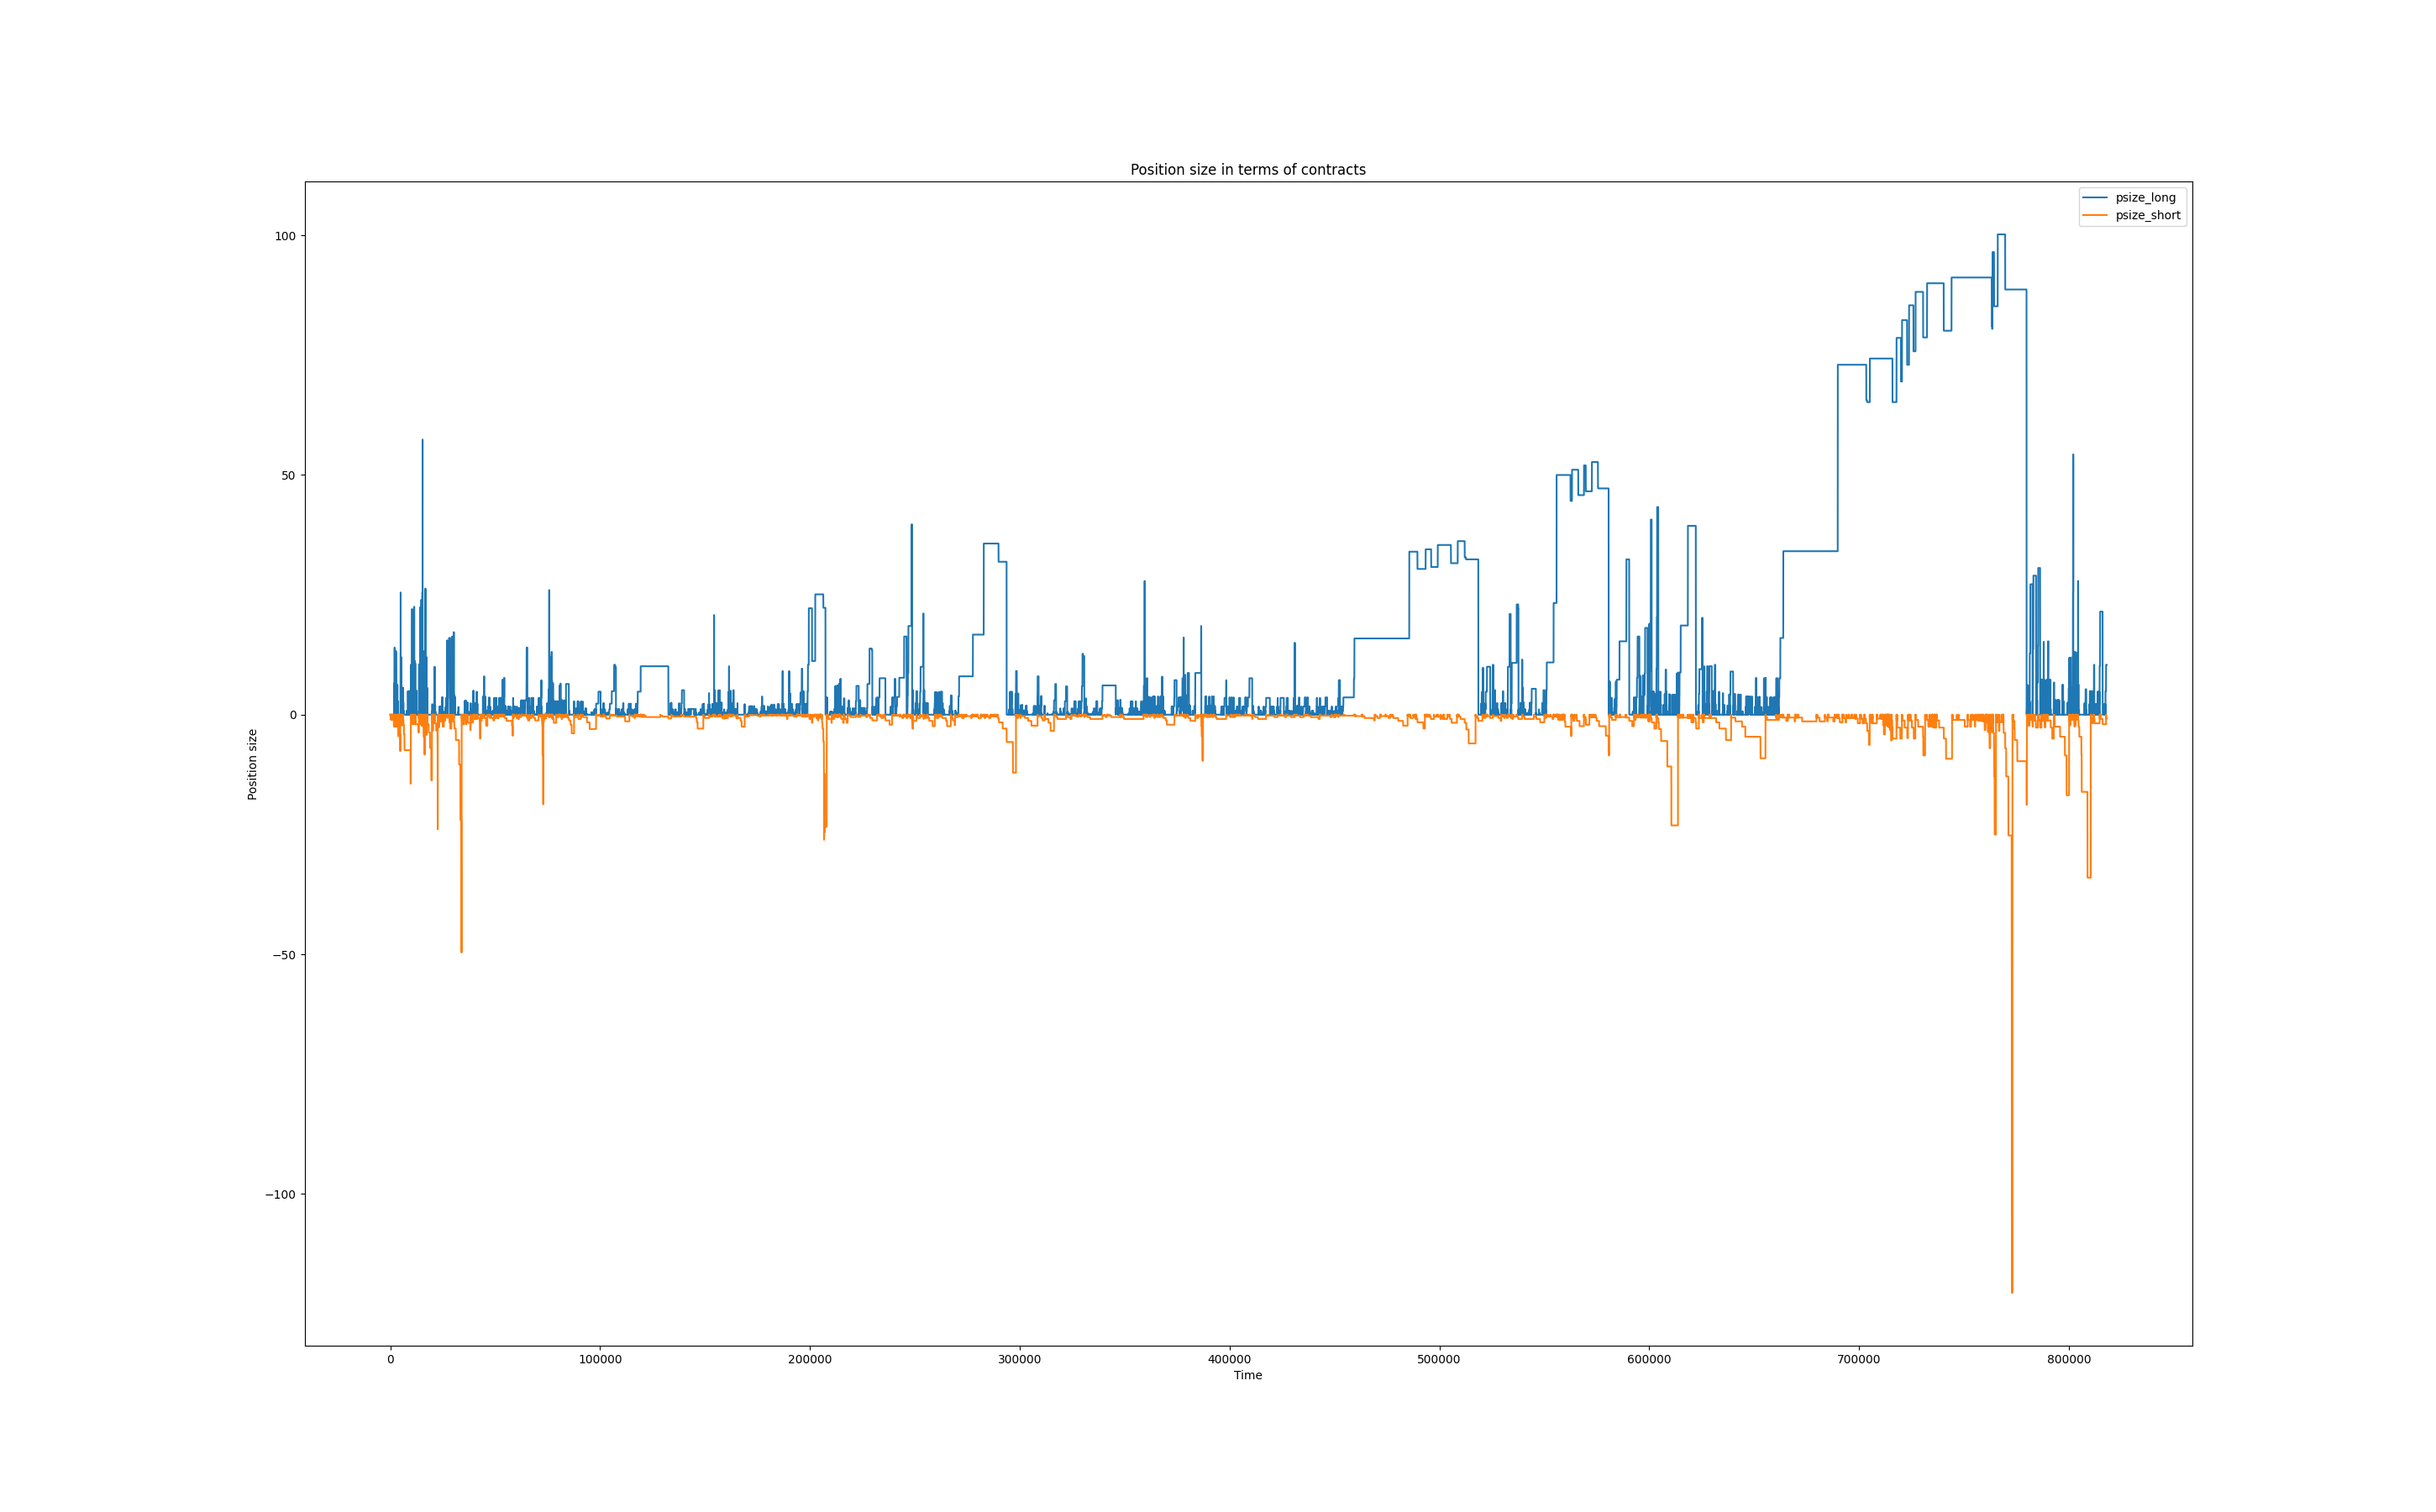 Position size in terms of contracts
psize_long
psize_short
100
50
0
−50
−100
Position size
0 100000 200000 300000 400000 500000 600000 700000 800000
Time